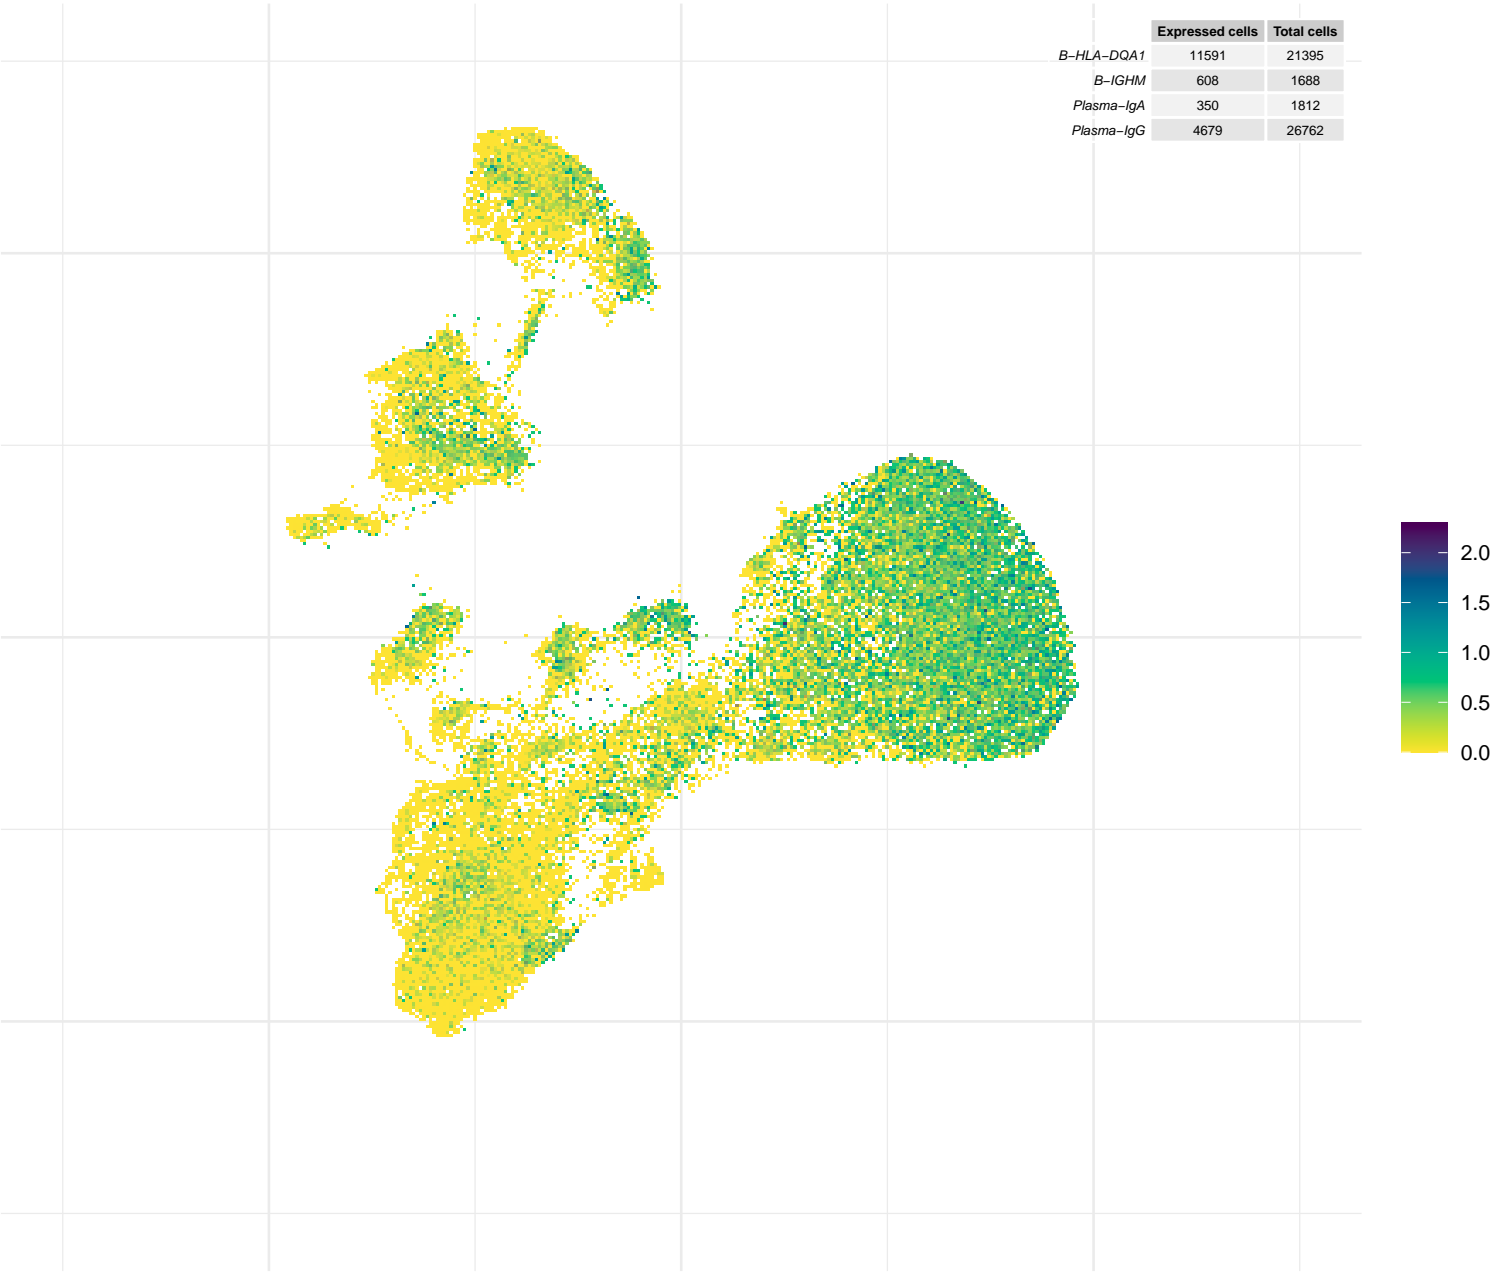 Expressed cells Total cells
B−HLA−DQA1 11591 21395
B−IGHM 608 1688
Plasma−IgA 350 1812
Plasma−IgG 4679 26762
2.0
1.5
1.0
0.5
0.0